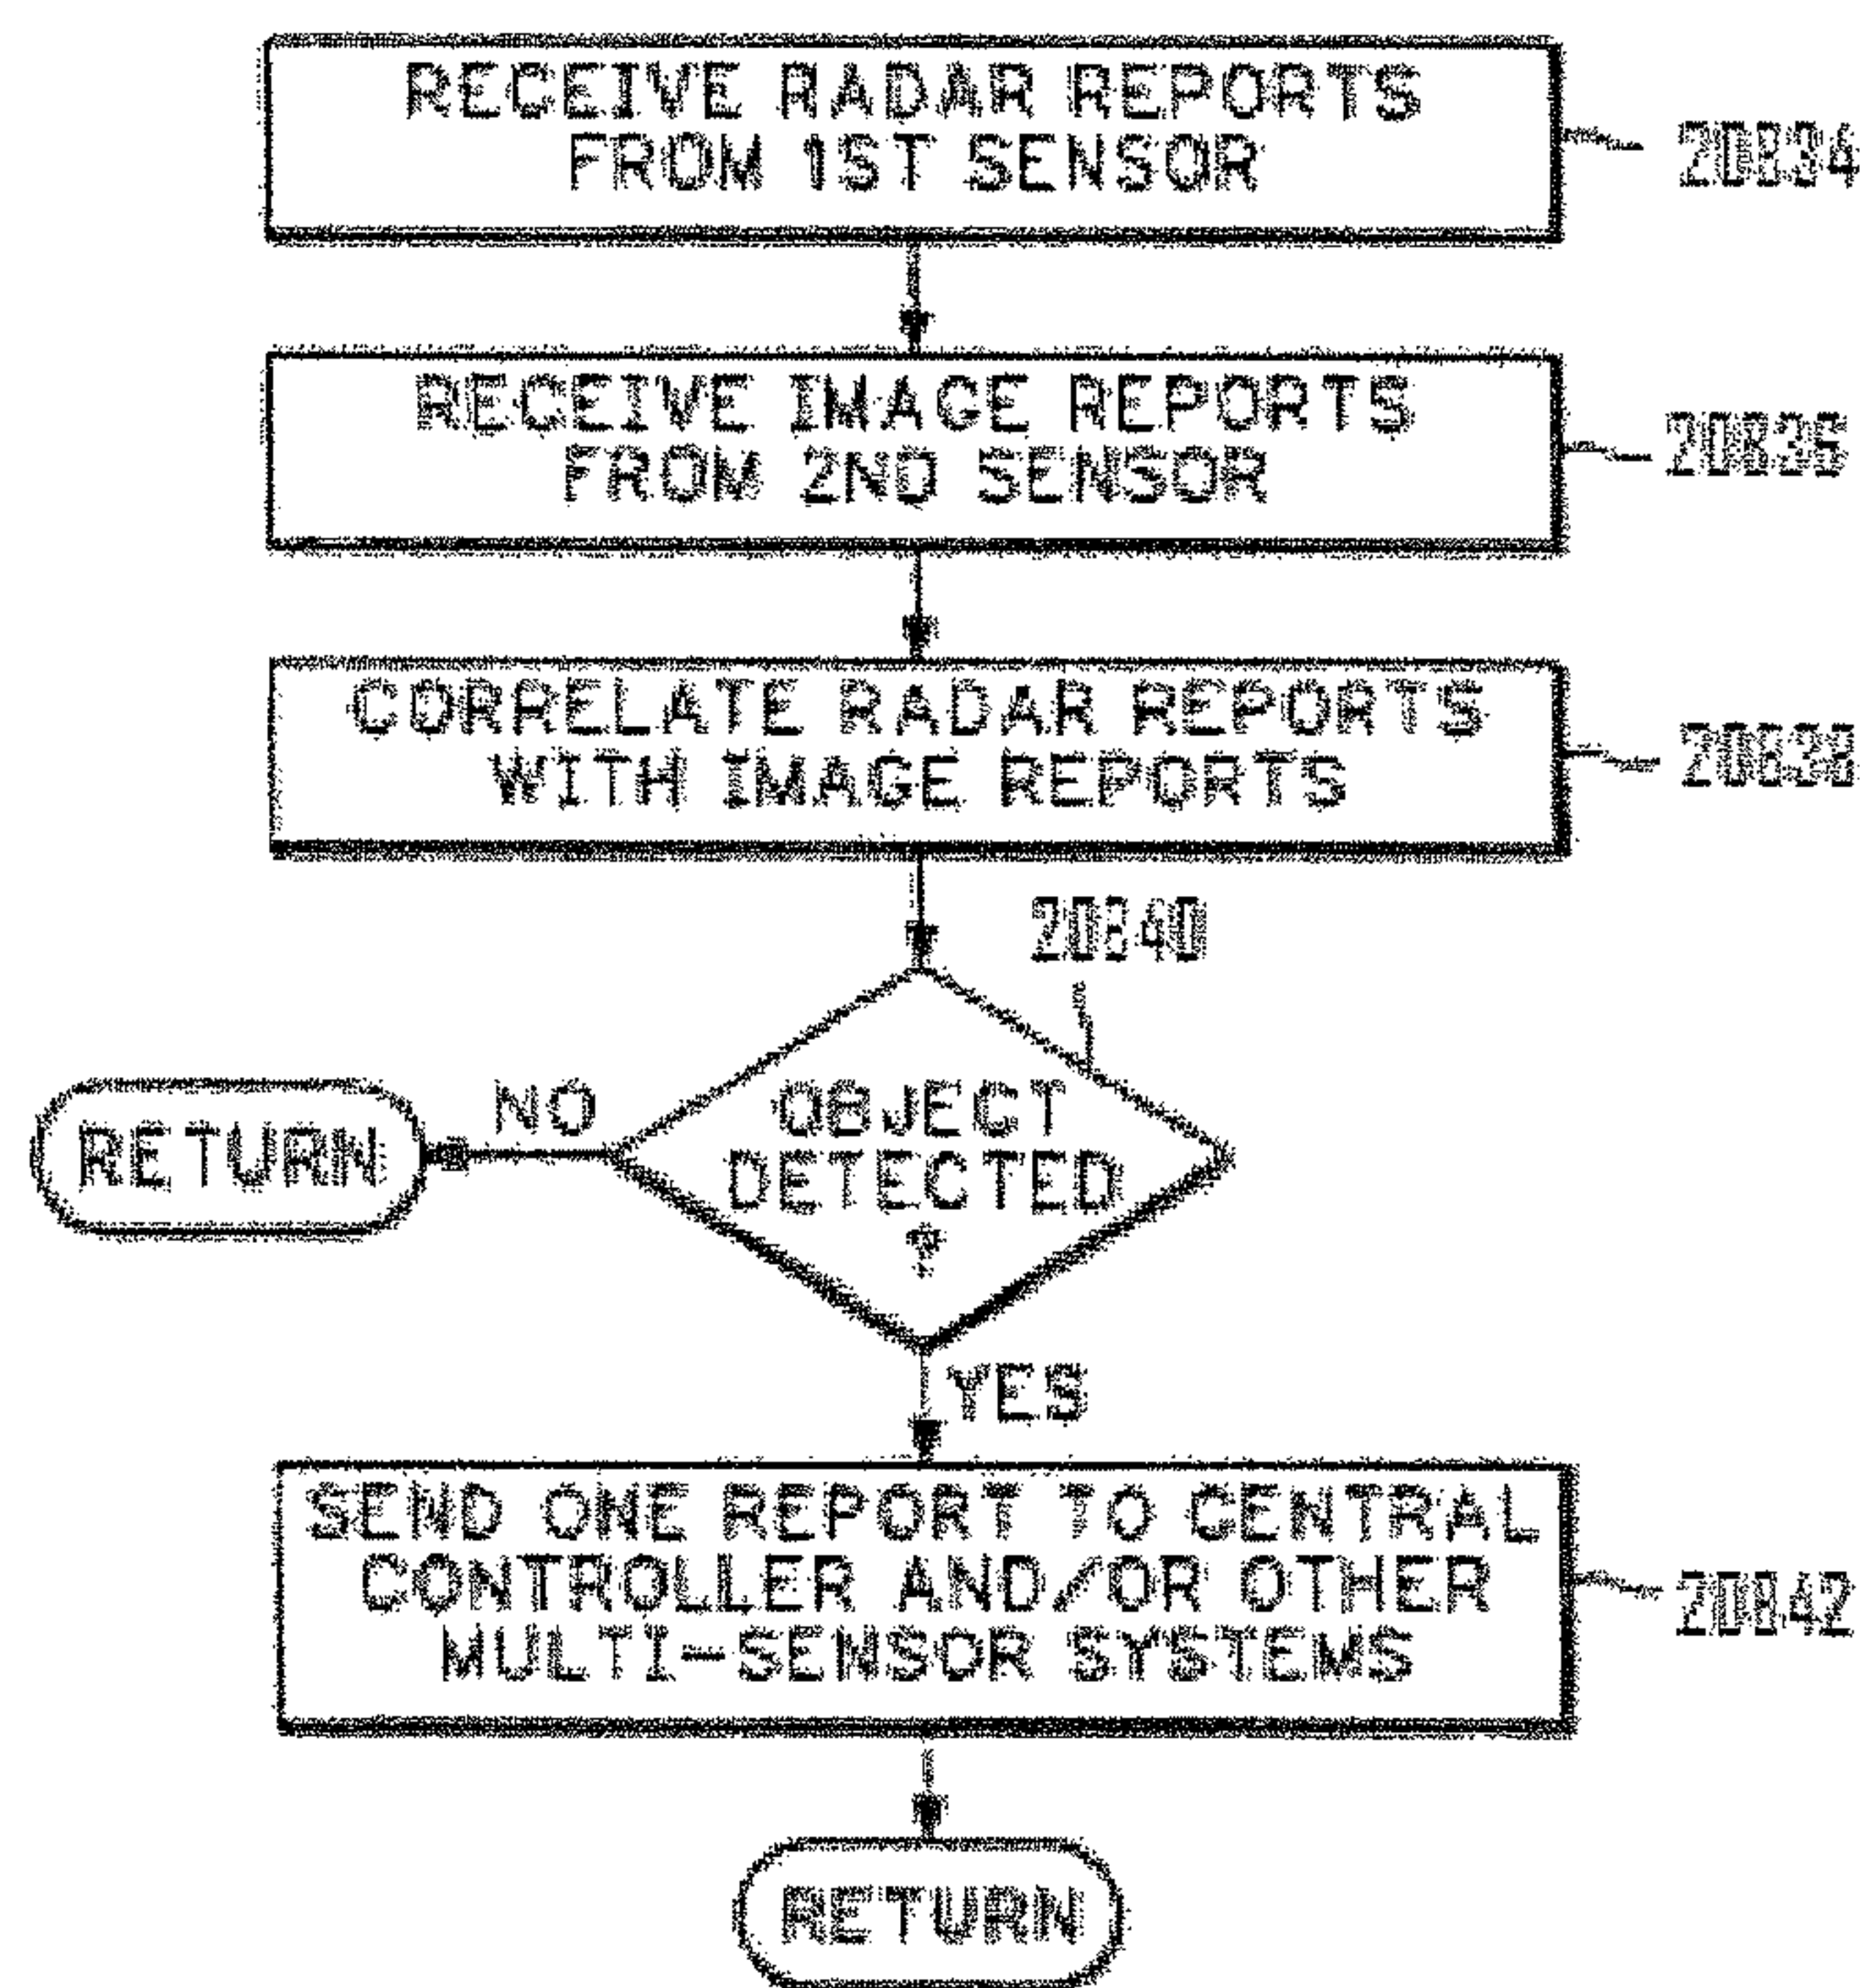 RECEIVE RADAR REPORTS
FROM 1ST SENSOR
RECEIVE IMAGE REPORTS
FROM 2ND SENSOR
CORRELATE RADAR REPORTS
WITH IMAGE REPORTS
NO
OBJECT
DETECTED
?
RETURN
YES
SEND ONE REPORT TO CENTRAL
CONTROLLER AND/OR OTHER
MULTI-SENSOR SYSTEMS
RETURN